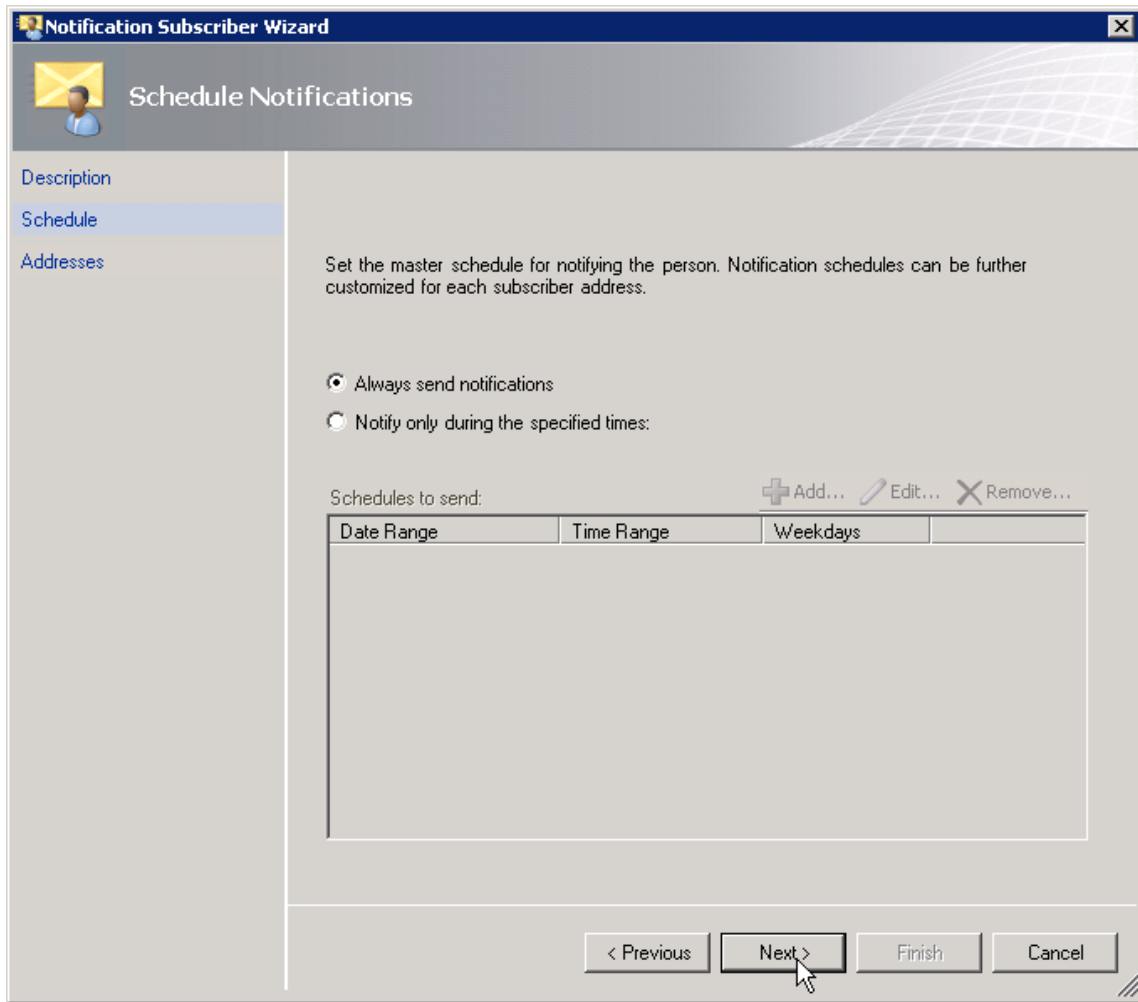 Notification Subscriber Wizard
Schedule Notifications
Description
Schedule
Addresses
Set the master schedule for notifying the person. Notification schedules can be further
customized for each subscriber address.
Always send notifications
Notify only during the specified times:
Schedules to send:
Add... Edit... Remove...
Date Range Time Range Weekdays
< Previous Next > Finish Cancel